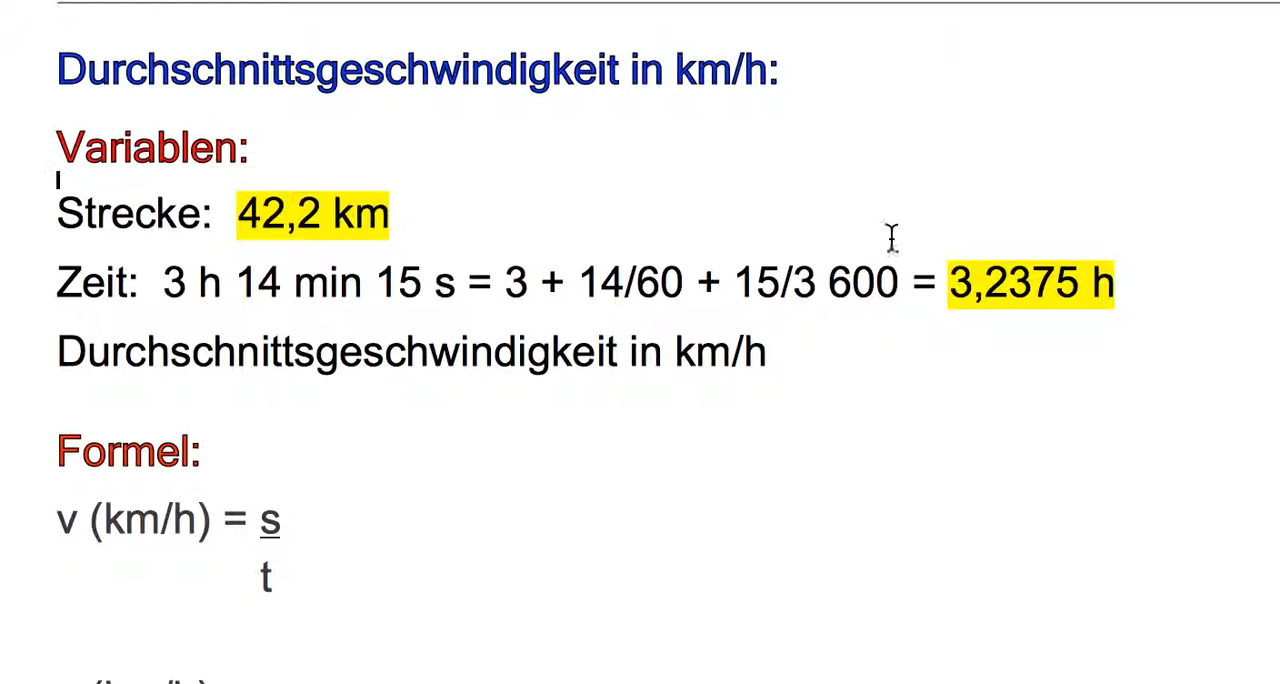 Durchschnittsgeschwindigkeit in km/h:
Variablen:
Strecke: 42,2 km
Zeit: 3 h 14 min 15 s = 3 + 14/60 + 15/3 600 = 3,2375 h
Durchschnittsgeschwindigkeit in km/h
Formel:
v (km/h) = s
t